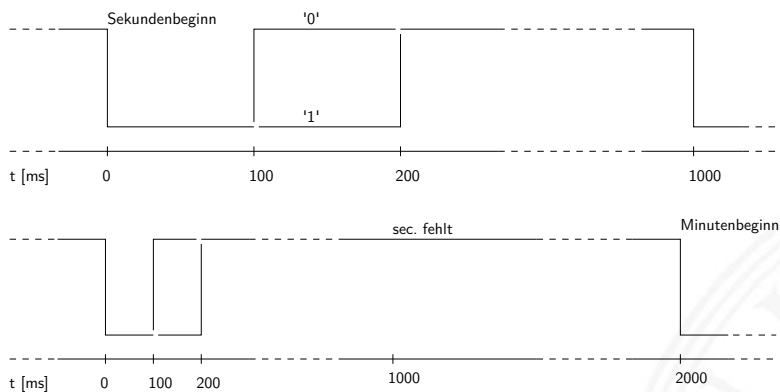 Sekundenbeginn '0'
'1'
t [ms] 0 100 200 1000
sec. fehlt Minutenbeginn
t [ms] 0 100 200 1000 2000